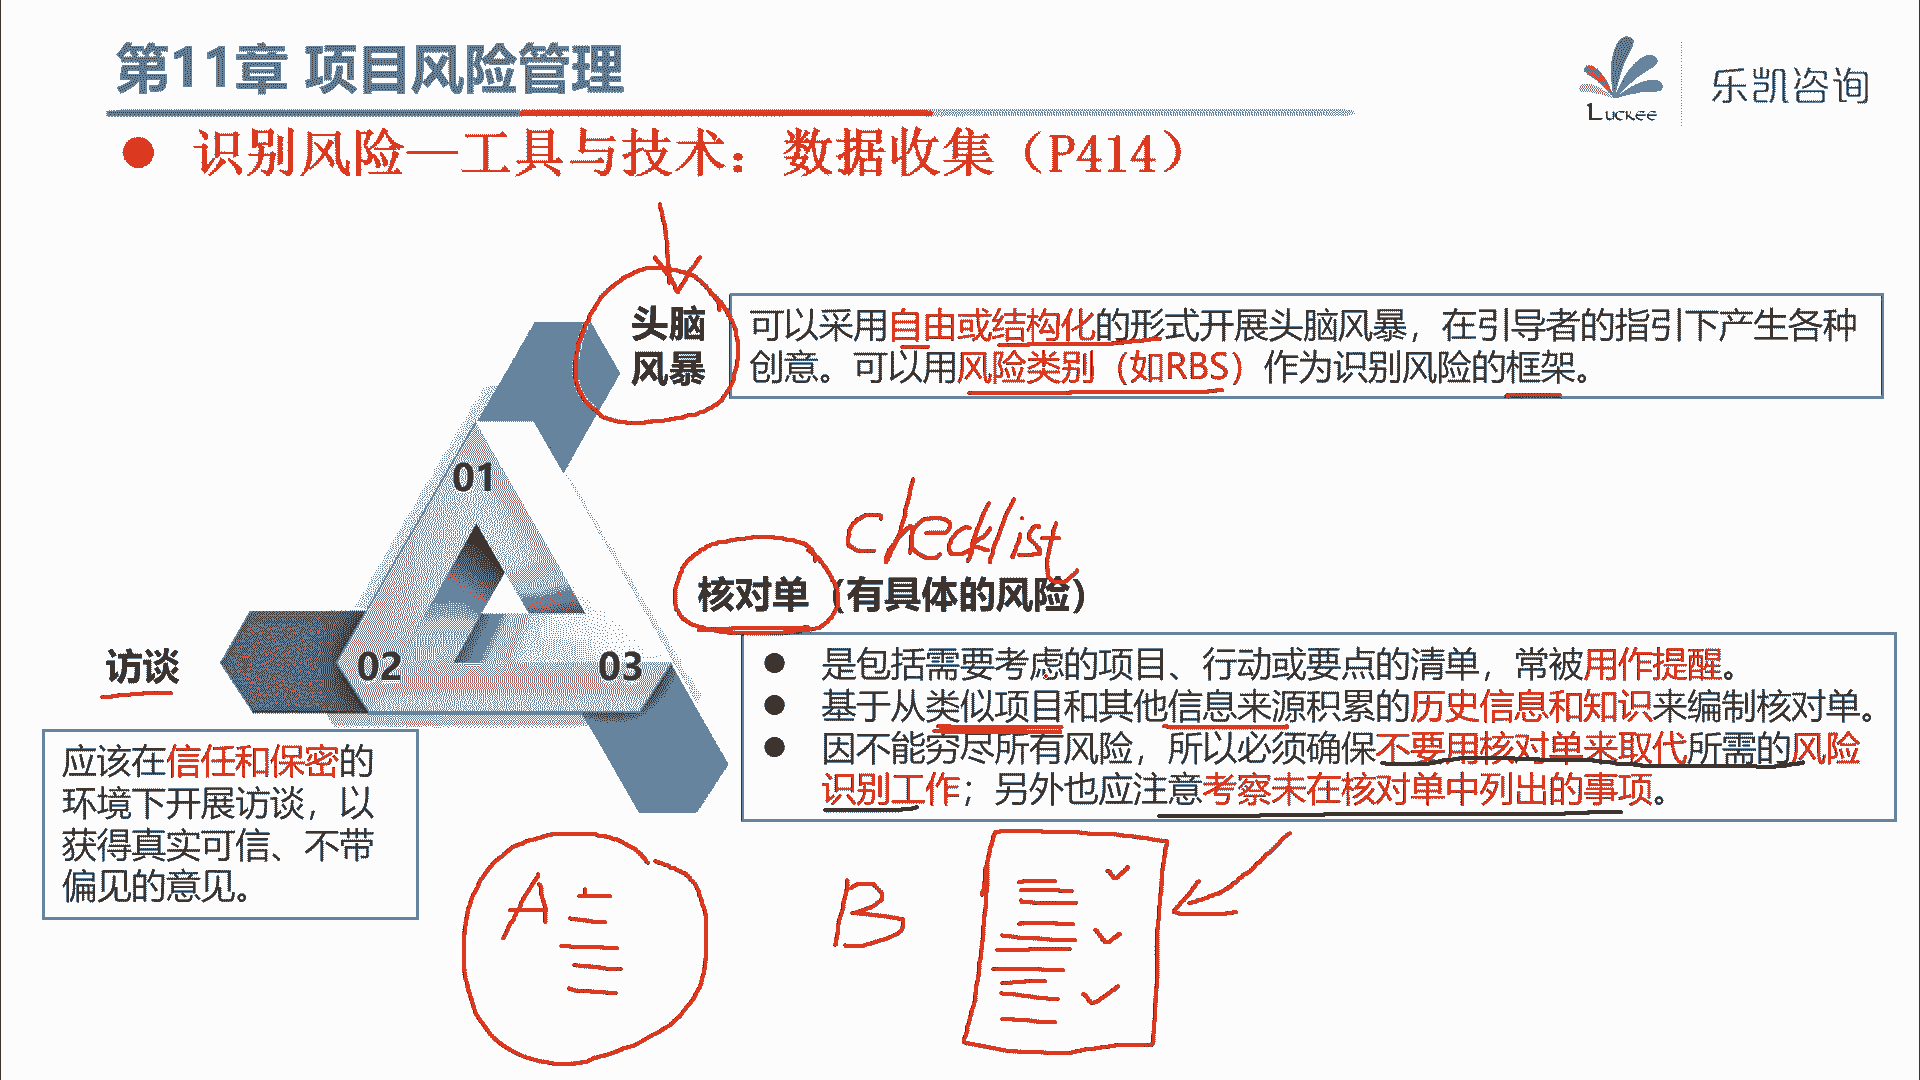 第11章 项目风险管理
Luckee
乐凯咨询
● 识别风险—工具与技术：数据收集（P414）
头脑
风暴
可以采用自由或结构化的形式开展头脑风暴，在引导者的指引下产生各种
创意。可以用风险类别（如RBS）作为识别风险的框架。
01
checklist
核对单（有具体的风险）
访谈
02
03
● 是包括需要考虑的项目、行动或要点的清单，常被用作提醒。
● 基于从类似项目和其他信息来源积累的历史信息和知识来编制核对单。
● 因不能穷尽所有风险，所以必须确保不要用核对单来取代所需的风险
识别工作；另外也应注意考察未在核对单中列出的事项。
应该在信任和保密的
环境下开展访谈，以
获得真实可信、不带
偏见的意见。
A
B